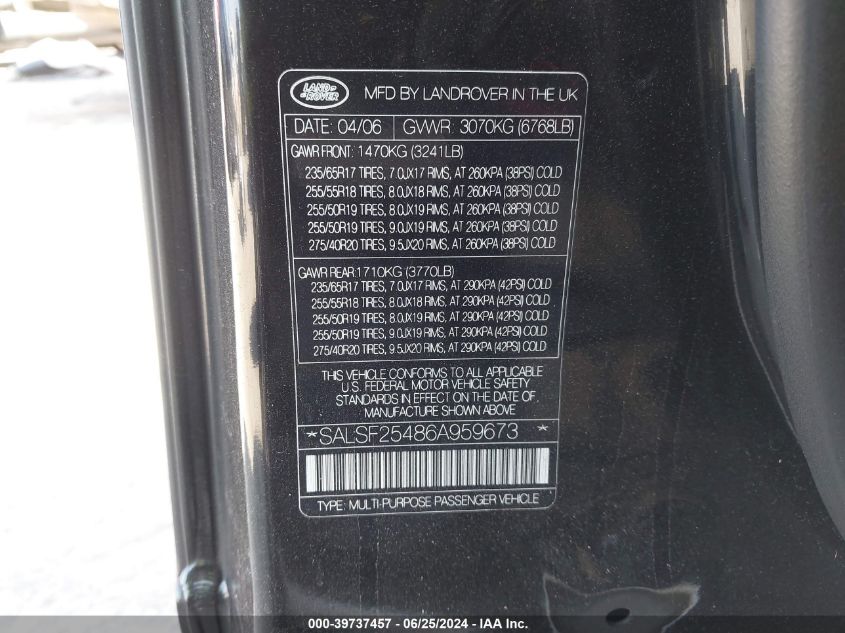 LAND-
-ROVER
MFD BY LANDROVER IN THE UK
DATE: 04/06 GVWR: 3070KG (6768LB)
GAWR FRONT: 1470KG (3241LB)
235/65R17 TIRES, 7.0JX17 RIMS, AT 260KPA (38PSI) COLD
255/55R18 TIRES, 8.0JX18 RIMS, AT 260KPA (38PSI) COLD
255/50R19 TIRES, 8.0JX19 RIMS, AT 260KPA (38PSI) COLD
255/50R19 TIRES, 9.0JX19 RIMS, AT 260KPA (38PSI) COLD
275/40R20 TIRES, 9.5JX20 RIMS, AT 260KPA (38PSI) COLD
GAWR REAR:1710KG (3770LB)
235/65R17 TIRES, 7.0JX17 RIMS, AT 290KPA (42PSI) COLD
255/55R18 TIRES, 8.0JX18 RIMS, AT 290KPA (42PSI) COLD
255/50R19 TIRES, 8.0JX19 RIMS, AT 290KPA (42PSI) COLD
255/50R19 TIRES, 9.0JX19 RIMS, AT 290KPA (42PSI) COLD
275/40R20 TIRES, 9.5JX20 RIMS, AT 290KPA (42PSI) COLD
THIS VEHICLE CONFORMS TO ALL APPLICABLE
U.S. FEDERAL MOTOR VEHICLE SAFETY
STANDARDS IN EFFECT ON THE DATE OF
MANUFACTURE SHOWN ABOVE
*SALSF25486A959673 *
TYPE: MULTI-PURPOSE PASSENGER VEHICLE
000-39737457 - 06/25/2024 - IAAI.COM